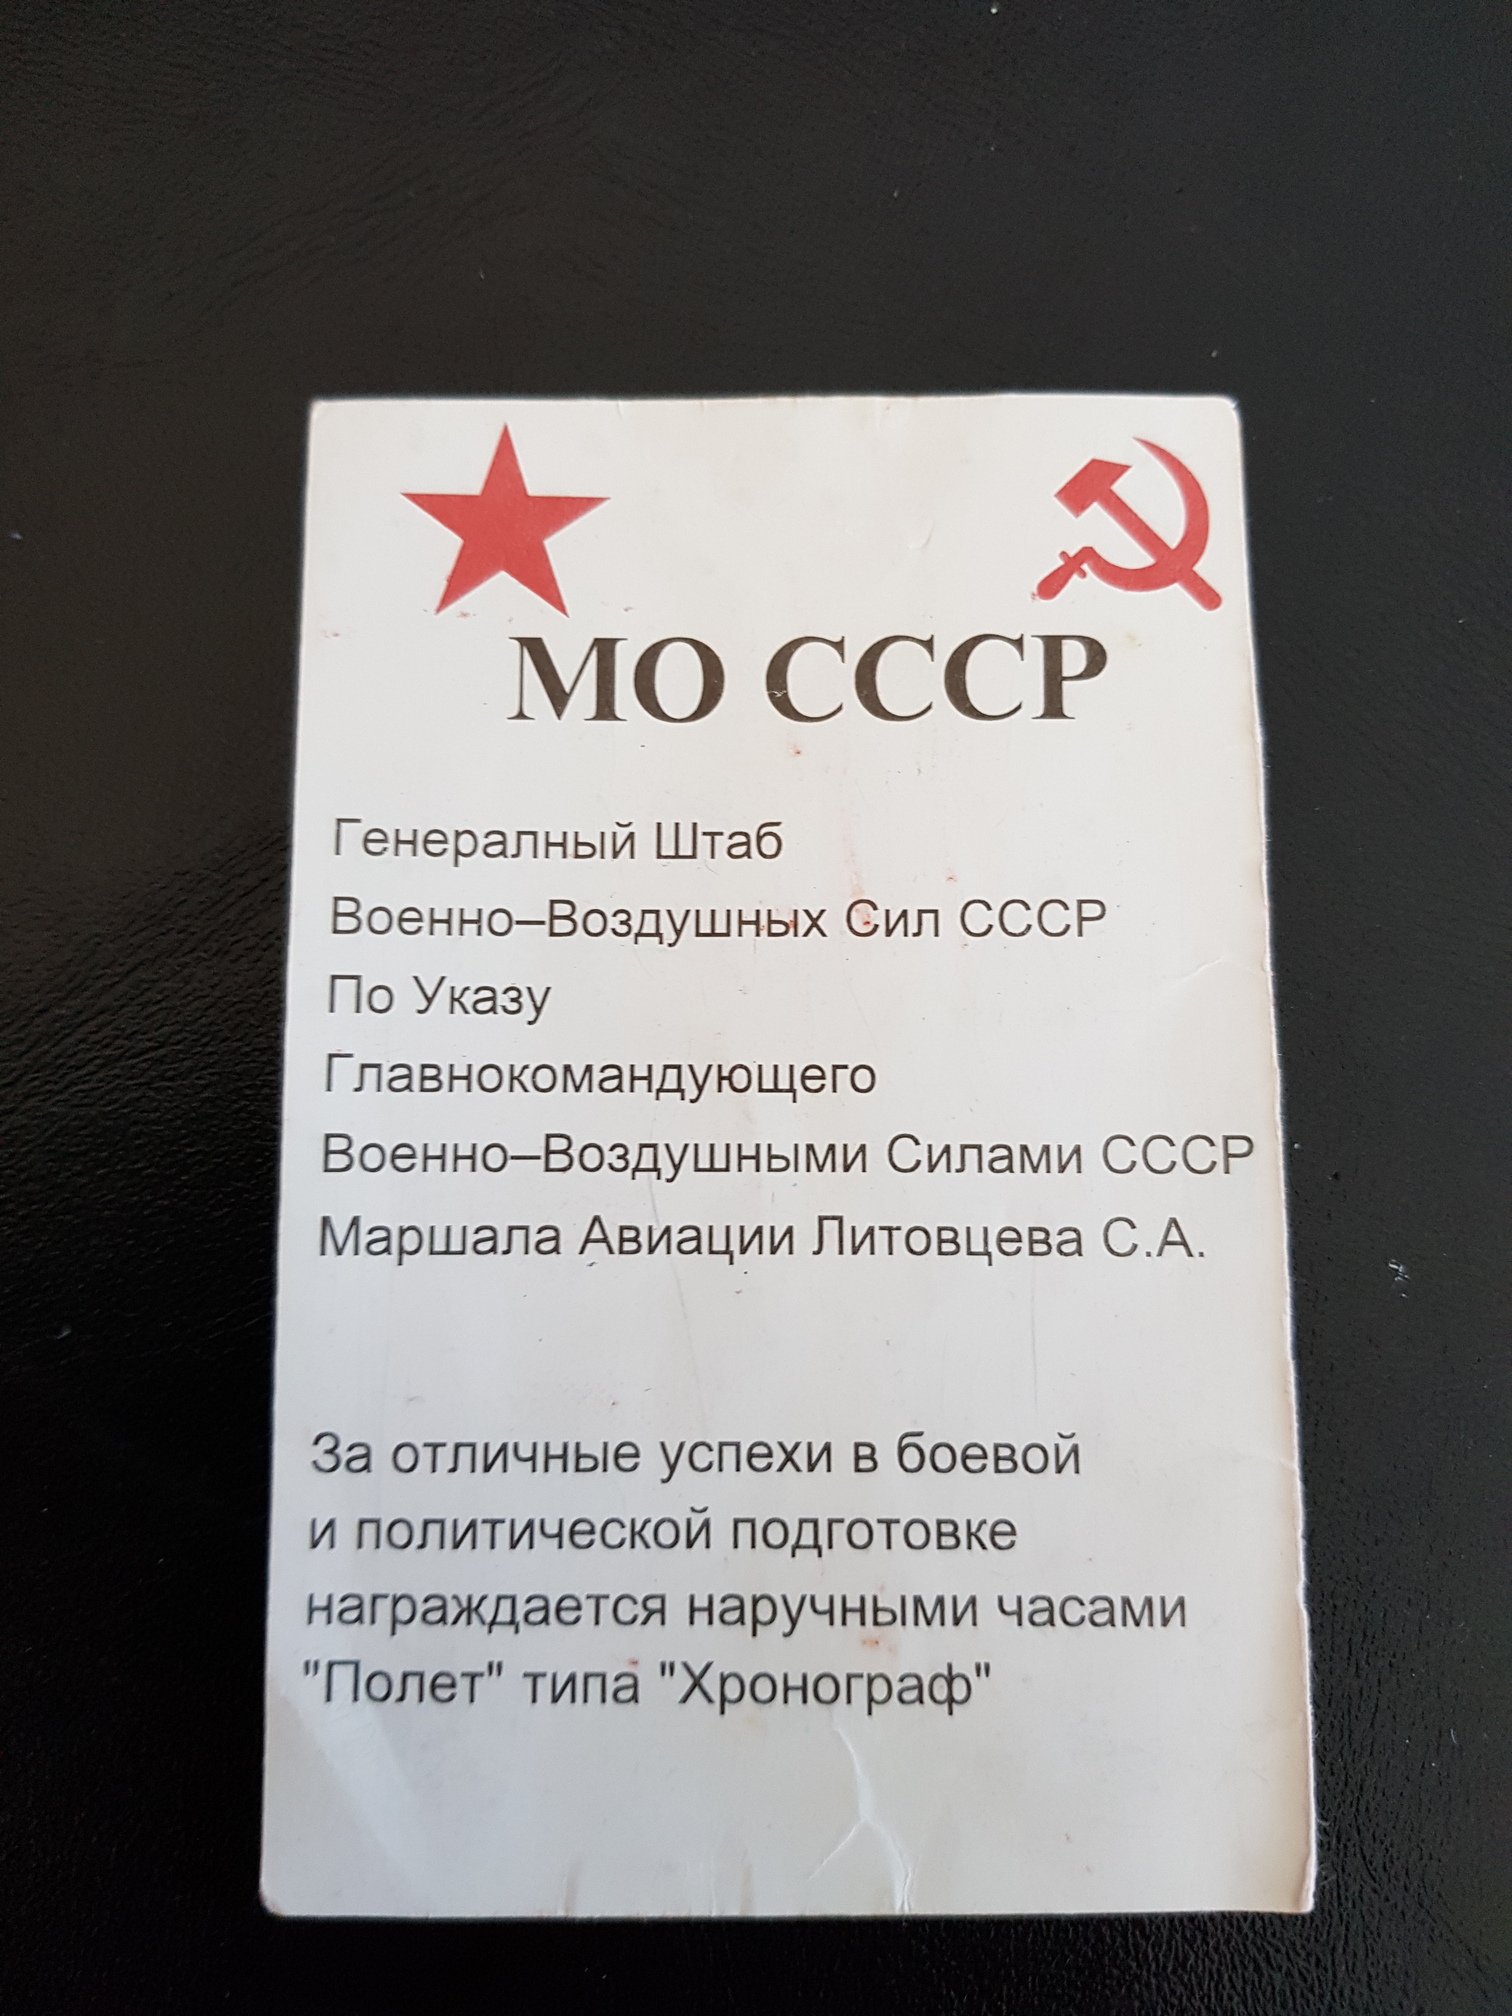 МО СССР
Генералный Штаб
Военно–Воздушных Сил СССР
По Указу
Главнокомандующего
Военно–Воздушными Силами СССР
Маршала Авиации Литовцева С.А.
За отличные успехи в боевой
и политической подготовке
награждается наручными часами
"Полет" типа "Хронограф"